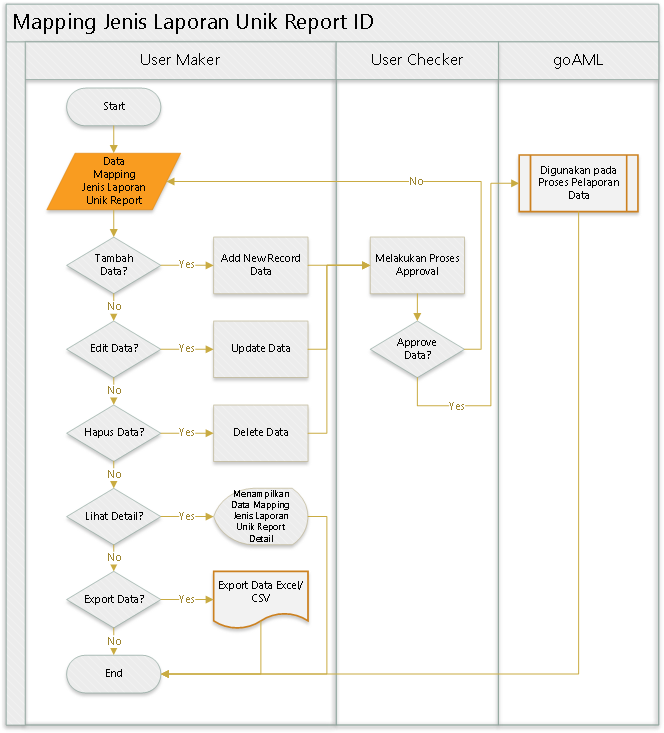 Mapping Jenis Laporan Unik Report ID
User Maker
User Checker
goAML
Start
Data
Mapping
Jenis Laporan
Unik Report
No
Digunakan pada
Proses Pelaporan
Data
Tambah
Data?
Yes
Add New Record
Data
Melakukan Proses
Approval
No
Edit Data?
Yes
Update Data
Approve
Data?
Yes
No
Hapus Data?
Yes
Delete Data
No
Lihat Detail?
Yes
Menampilkan
Data Mapping
Jenis Laporan
Unik Report
Detail
No
Export Data?
Yes
Export Data Excel/
CSV
No
End